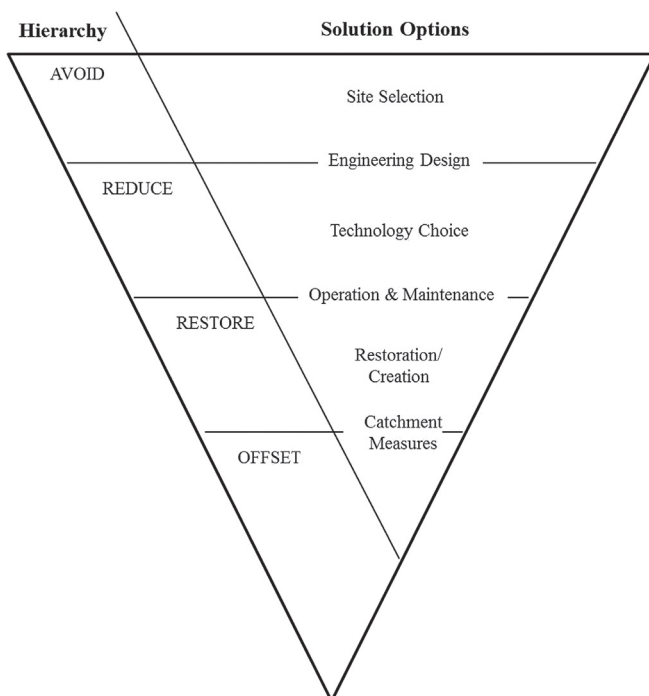 Hierarchy
Solution Options
AVOID
Site Selection
Engineering Design
REDUCE
Technology Choice
Operation & Maintenance
RESTORE
Restoration/
Creation
Catchment
Measures
OFFSET